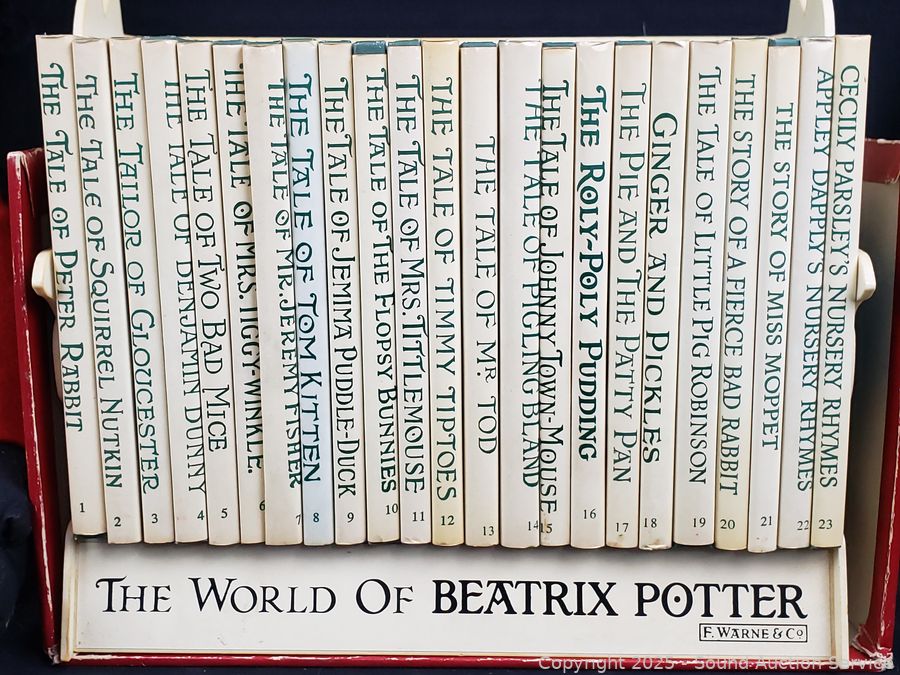 THE TALE OF PETER RABBIT
1
THE TALE OF SQUIRREL NUTKIN
2
THE TAILOR OF GLOUCESTER
3
THE TALE OF BENJAMIN BUNNY
4
THE TALE OF TWO BAD MICE
5
THE TALE OF MRS. TIGGY-WINKLE
6
THE TALE OF MR. JEREMY FISHER
7
THE TALE OF TOM KITTEN
8
THE TALE OF JEMIMA PUDDLE-DUCK
9
THE TALE OF THE FLOPSY BUNNIES
10
THE TALE OF MRS. TITTLEMOUSE
11
THE TALE OF TIMMY TIPTOES
12
THE TALE OF MR. TOD
13
THE TALE OF PIGLING BLAND
14
THE TALE OF JOHNNY TOWN-MOUSE
15
THE ROLY-POLY PUDDING
16
THE PIE AND THE PATTY PAN
17
GINGER AND PICKLES
18
THE TALE OF LITTLE PIG ROBINSON
19
THE STORY OF A FIERCE BAD RABBIT
20
THE STORY OF MISS MOPPET
21
APPLEY DAPPLY'S NURSERY RHYMES
22
CECILY PARSLEY'S NURSERY RHYMES
23
THE WORLD OF BEATRIX POTTER
F. WARNE & Co
Copyright 2025 - Sound Auction Service